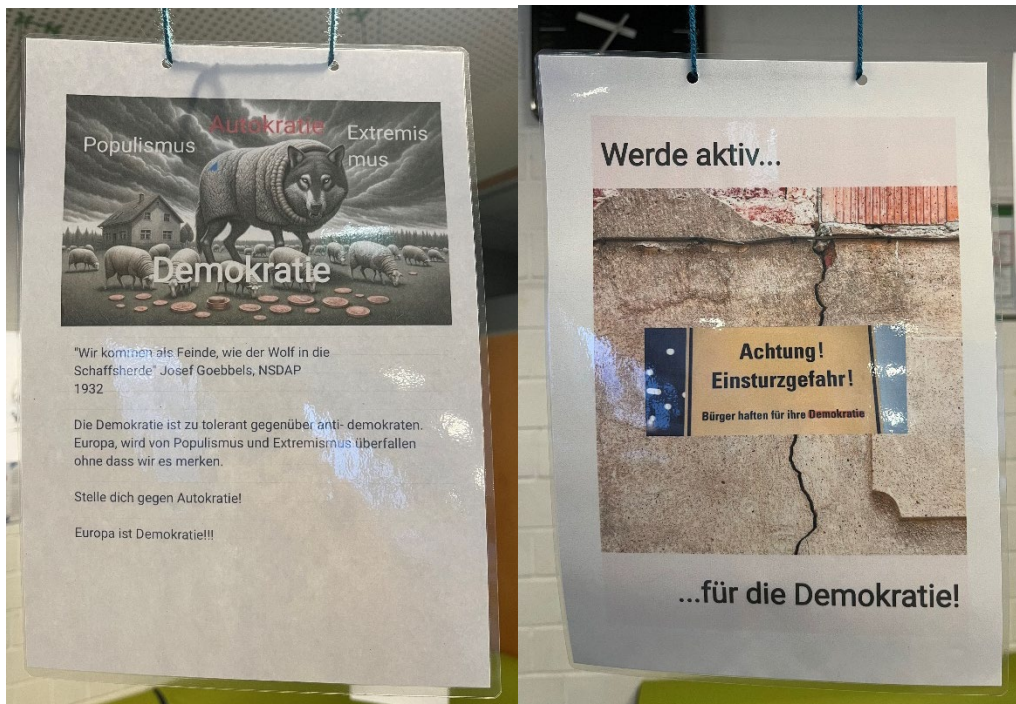 Populismus
Autokratie
Extremis
mus
Demokratie
"Wir kommen als Feinde, wie der Wolf in die
Schaffsherde" Josef Goebbels, NSDAP
1932
Die Demokratie ist zu tolerant gegenüber anti- demokraten.
Europa, wird von Populismus und Extremismus überfallen
ohne dass wir es merken.
Stelle dich gegen Autokratie!
Europa ist Demokratie!!!
Werde aktiv...
Achtung!
Einsturzgefahr!
Bürger haften für ihre Demokratie
...für die Demokratie!